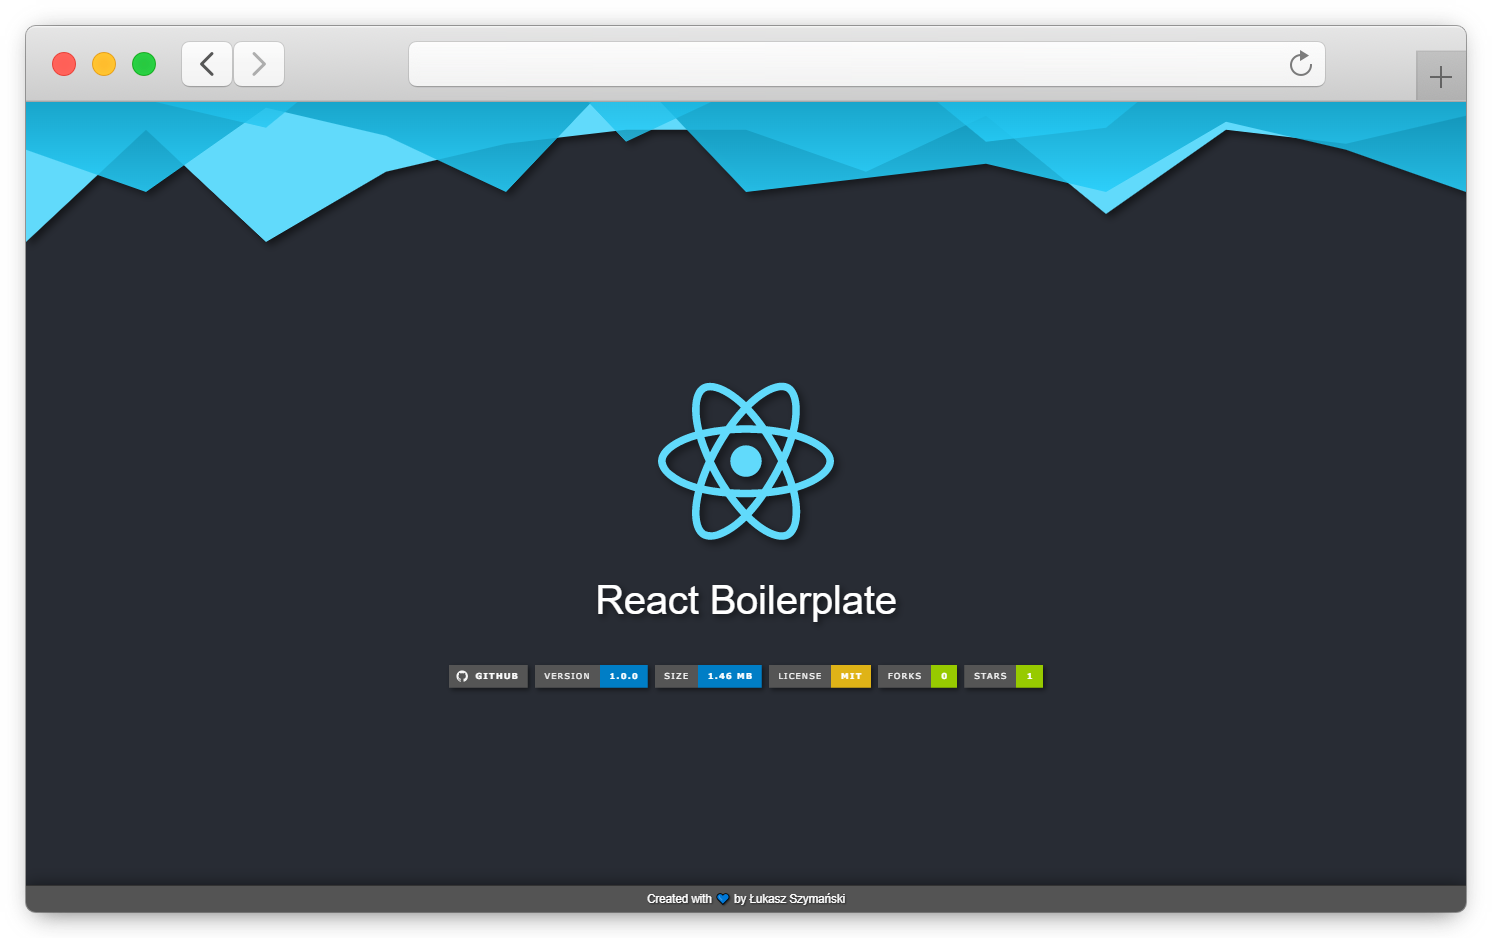 React Boilerplate
GITHUB VERSION 1.0.0 SIZE 1.46 MB LICENSE MIT FORKS 0 STARS 1
Created with 💙 by Łukasz Szymański